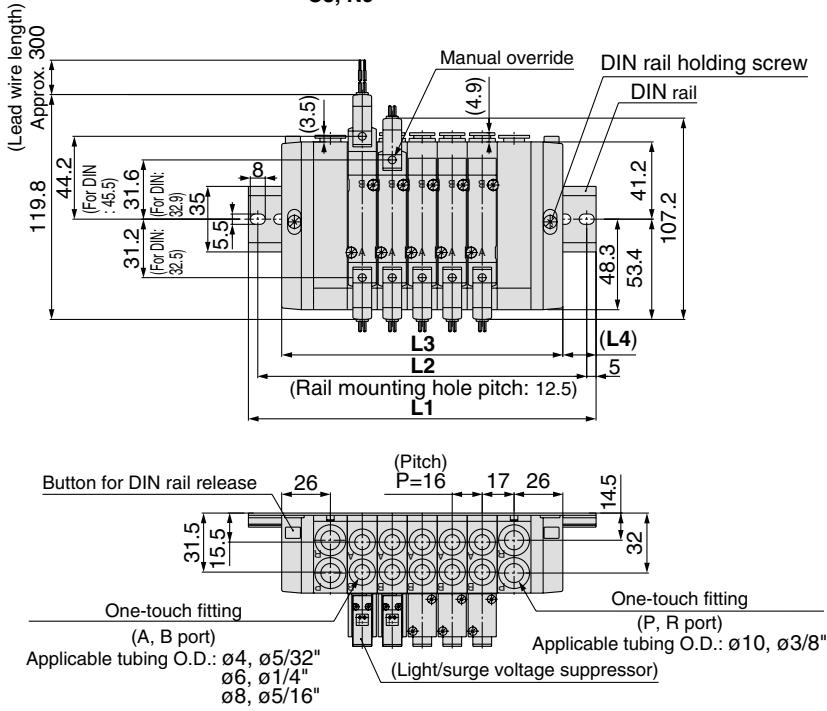 (Lead wire length)
Approx. 300
119.8
44.2
(For DIN
: 45.5)
31.6
(For DIN:
32.9)
31.2
(For DIN:
32.5)
35
5.5
8
(3.5)
Manual override
(4.9)
DIN rail holding screw
DIN rail
41.2
107.2
48.3
53.4
B
B
B
B
B
A
A
A
A
A
L3
(L4)
L2
5
(Rail mounting hole pitch: 12.5)
L1
(Pitch)
Button for DIN rail release
26
P=16
17
26
14.5
31.5
15.5
32
One-touch fitting
(A, B port)
Applicable tubing O.D.: ø4, ø5/32"
ø6, ø1/4"
ø8, ø5/16"
(Light/surge voltage suppressor)
One-touch fitting
(P, R port)
Applicable tubing O.D.: ø10, ø3/8"